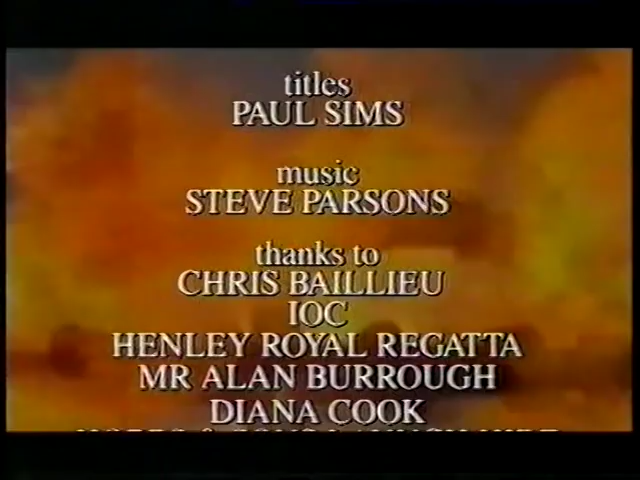 titles
PAUL SIMS
music
STEVE PARSONS
thanks to
CHRIS BAILLIEU
IOC
HENLEY ROYAL REGATTA
MR ALAN BURROUGH
DIANA COOK